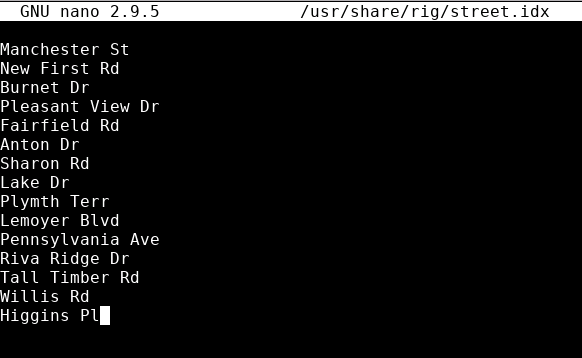 GNU nano 2.9.5 /usr/share/rig/street.idx
Manchester St
New First Rd
Burnet Dr
Pleasant View Dr
Fairfield Rd
Anton Dr
Sharon Rd
Lake Dr
Plymth Terr
Lemoyer Blvd
Pennsylvania Ave
Riva Ridge Dr
Tall Timber Rd
Willis Rd
Higgins Pl